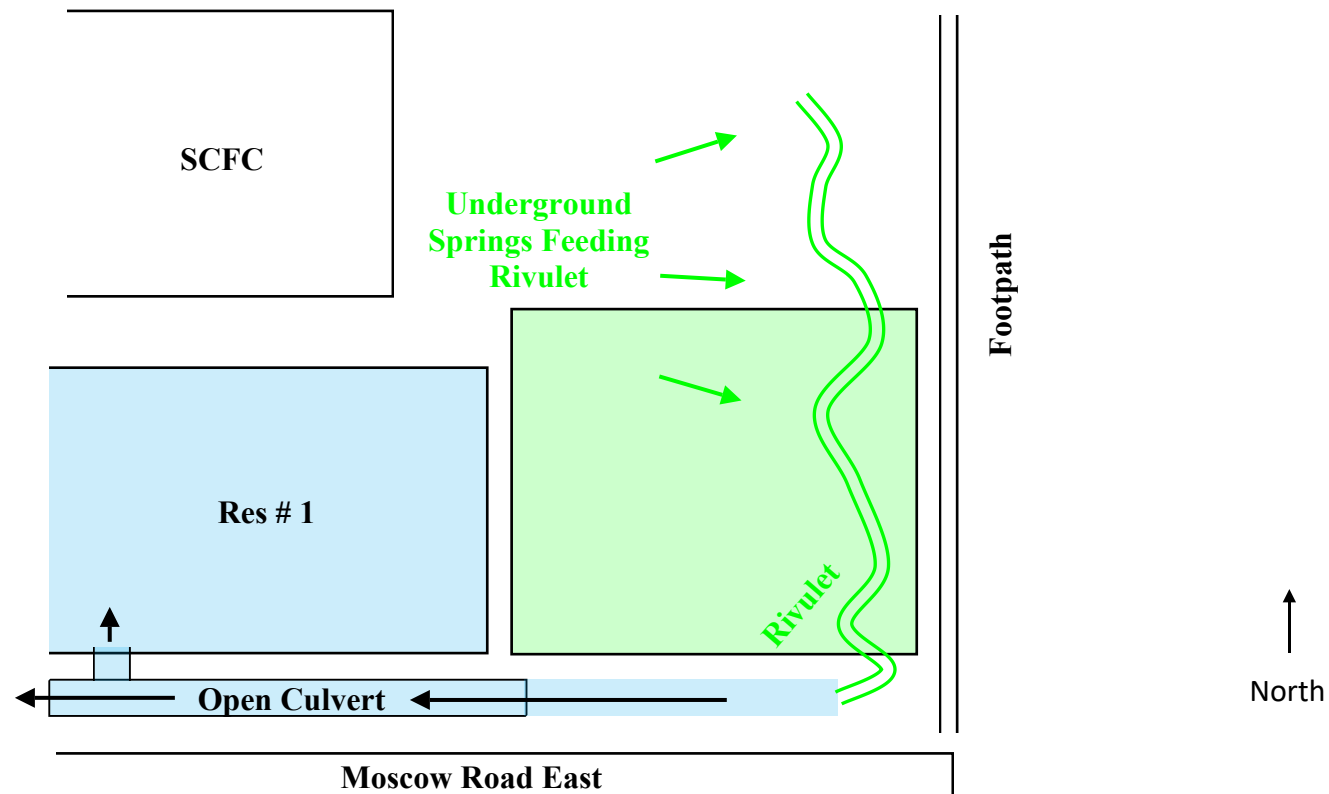 SCFC
Underground
Springs Feeding
Rivulet
Footpath
Res # 1
Rivulet
Open Culvert
North
Moscow Road East